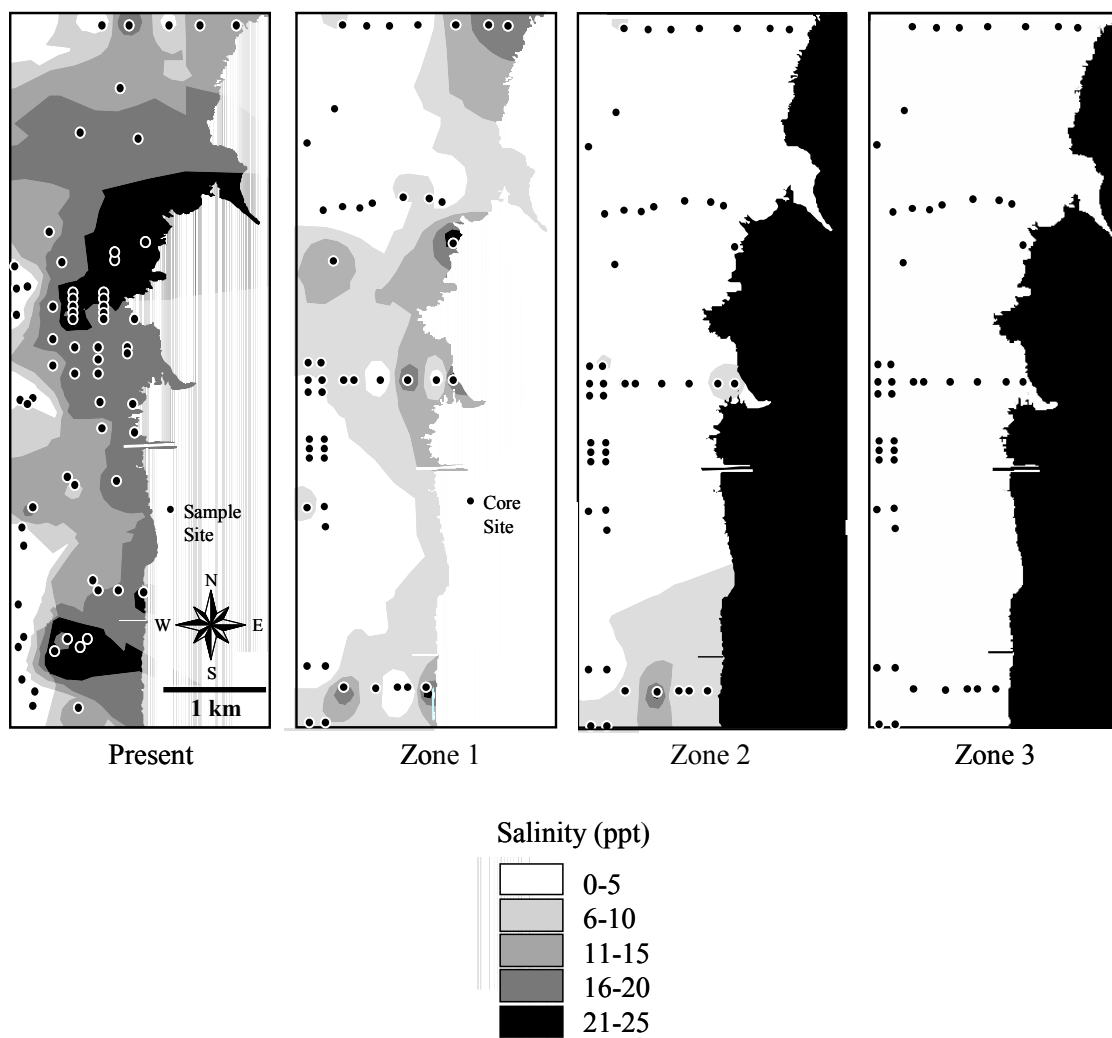 Sample
Site
N
W
E
S
1 km
Core
Site
Present
Zone 1
Zone 2
Zone 3
Salinity (ppt)
0-5
6-10
11-15
16-20
21-25